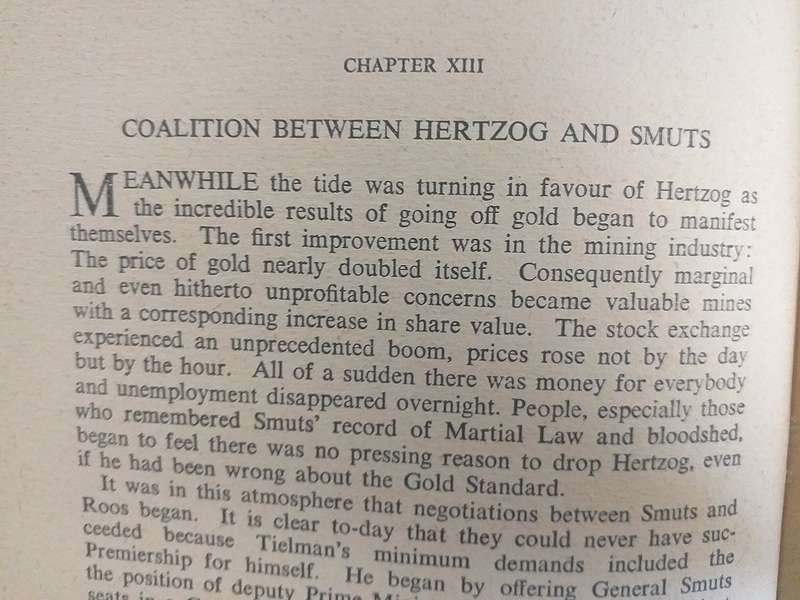 CHAPTER XIII
COALITION BETWEEN HERTZOG AND SMUTS
MEANWHILE the tide was turning in favour of Hertzog as
the incredible results of going off gold began to manifest
themselves. The first improvement was in the mining industry:
The price of gold nearly doubled itself. Consequently marginal
and even hitherto unprofitable concerns became valuable mines
with a corresponding increase in share value. The stock exchange
experienced an unprecedented boom, prices rose not by the day
but by the hour. All of a sudden there was money for everybody
and unemployment disappeared overnight. People, especially those
who remembered Smuts' record of Martial Law and bloodshed,
began to feel there was no pressing reason to drop Hertzog, even
if he had been wrong about the Gold Standard.
It was in this atmosphere that negotiations between Smuts and
Roos began. It is clear to-day that they could never have suc-
ceeded because Tielman's minimum demands included the
Premiership for himself. He began by offering General Smuts
the position of deputy Prime
seats in a